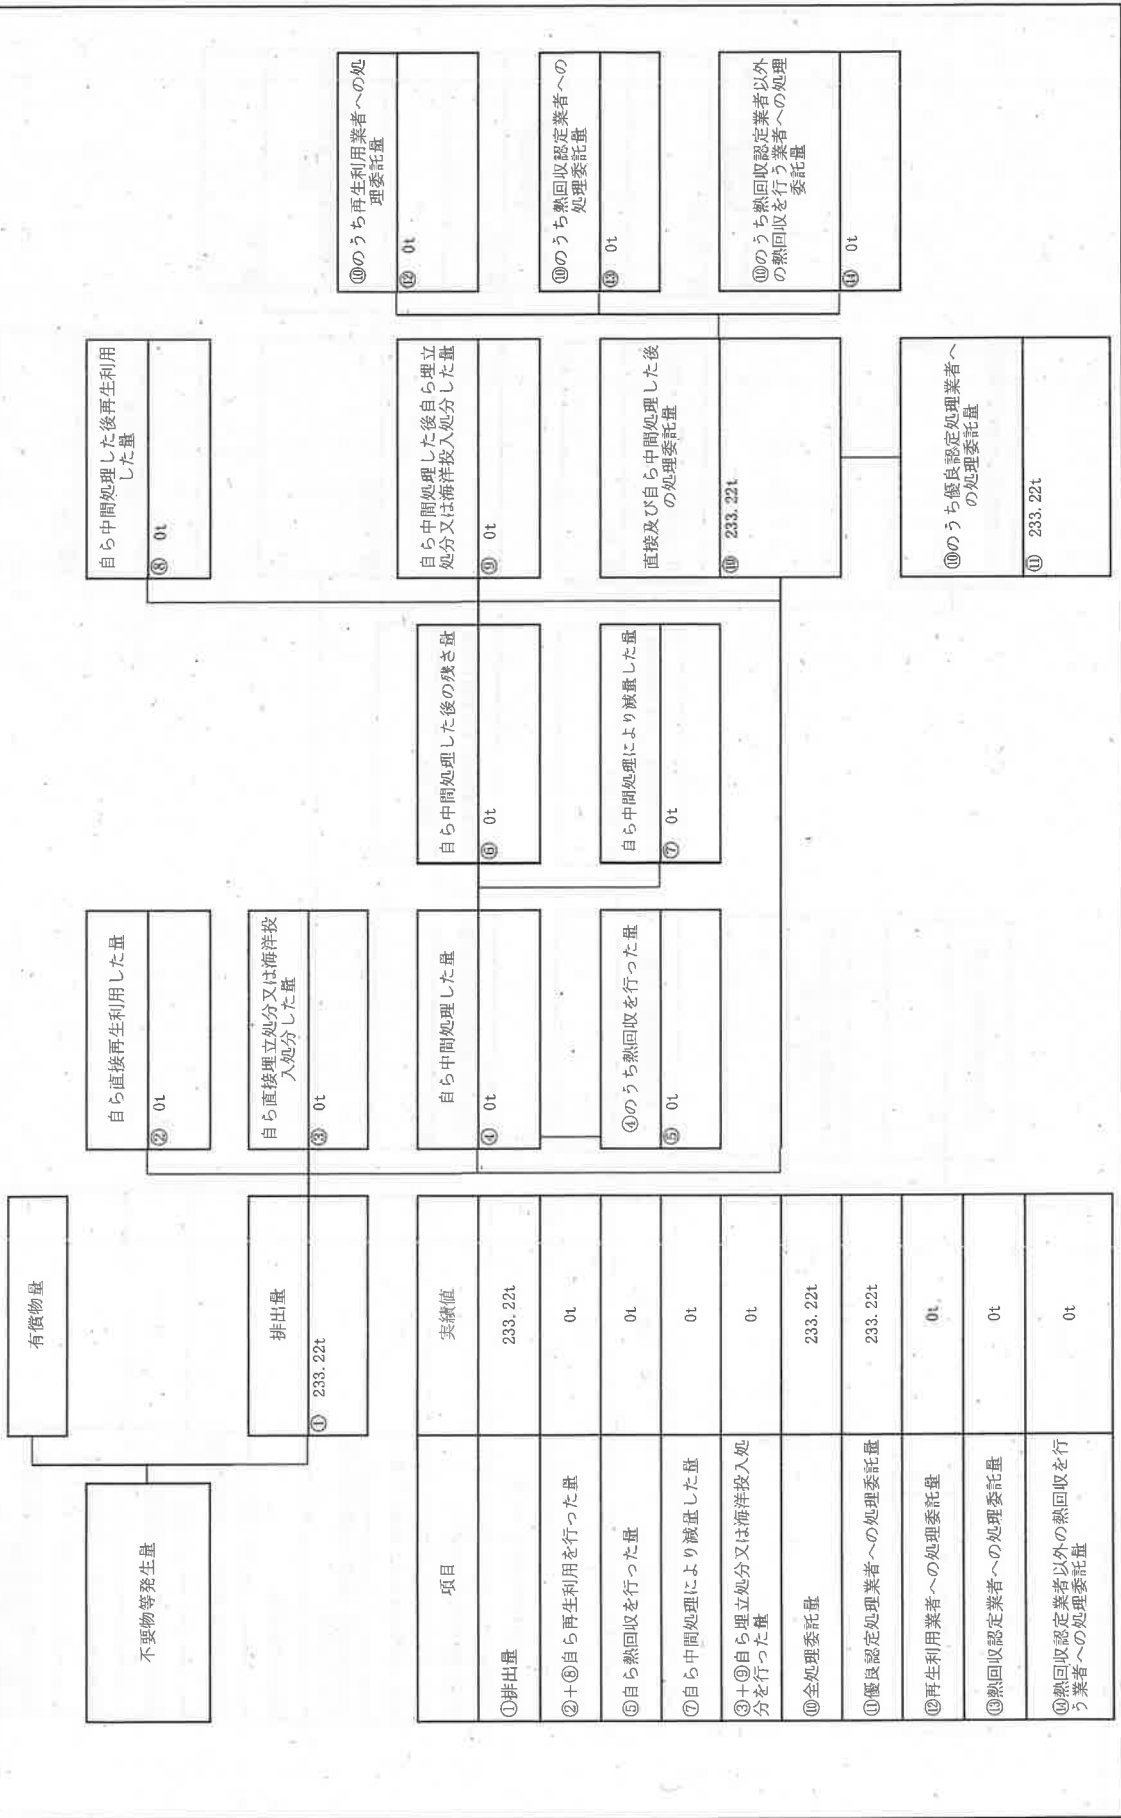 有償物量
不要物等発生量
排出量
① 233.22t
自ら直接再生利用した量
② 0t
自ら直接埋立処分又は海洋投
入処分した量
③ 0t
自ら中間処理した量
④ 0t
④のうち熱回収を行った量
⑤ 0t
自ら中間処理した後の残さ量
⑥ 0t
自ら中間処理により減量した量
⑦ 0t
自ら中間処理した後再生利用
した量
⑧ 0t
自ら中間処理した後自ら埋立
処分又は海洋投入処分した量
⑨ 0t
直接及び自ら中間処理した後
の処理委託量
⑩ 233.22t
⑩のうち優良認定処理業者へ
の処理委託量
⑪ 233.22t
⑩のうち再生利用業者への処
理委託量
⑫ 0t
⑩のうち熱回収認定業者への
処理委託量
⑬ 0t
⑩のうち熱回収認定業者以外
の熱回収を行う業者への処理
委託量
⑭ 0t
項目 実績値
①排出量 233.22t
②+⑧自ら再生利用を行った量 0t
⑤自ら熱回収を行った量 0t
⑦自ら中間処理により減量した量 0t
③+⑨自ら埋立処分又は海洋投入処
分を行った量 0t
⑩全処理委託量 233.22t
⑪優良認定処理業者への処理委託量 233.22t
⑫再生利用業者への処理委託量 0t
⑬熱回収認定業者への処理委託量 0t
⑭熱回収認定業者以外の熱回収を行
う業者への処理委託量 0t